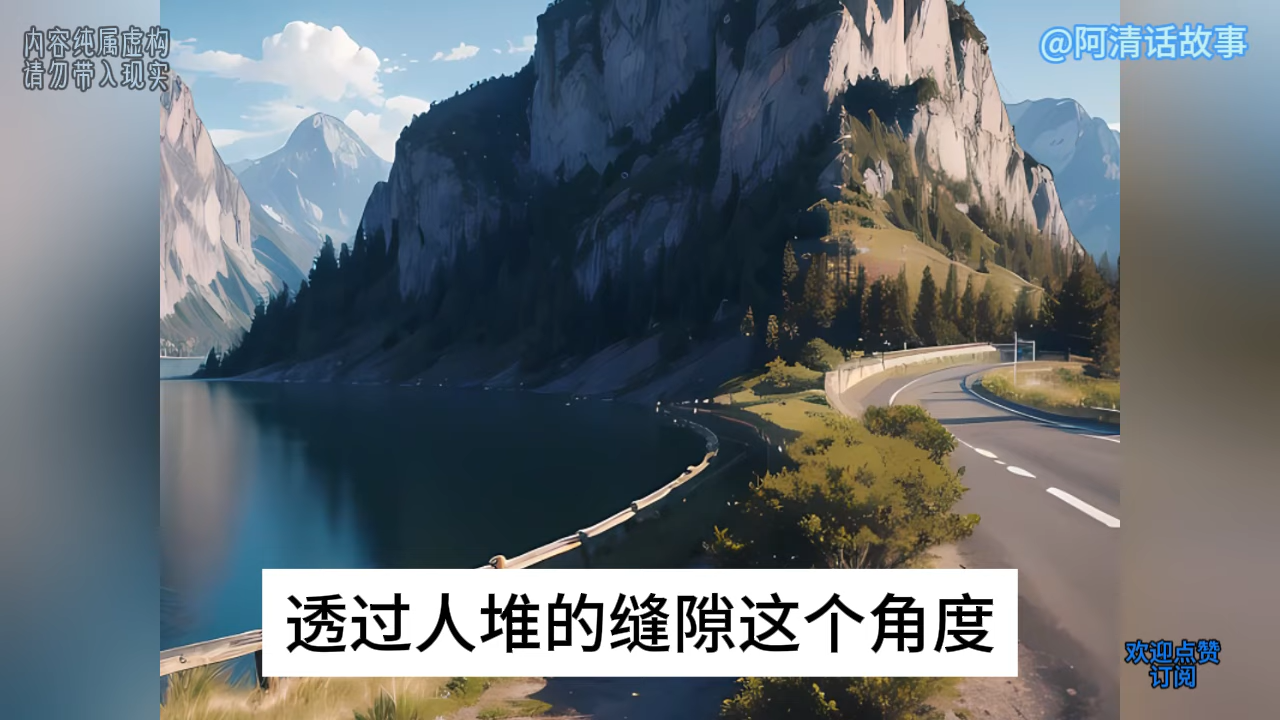 内容纯属虚构
请勿带入现实
@阿清话故事
透过人堆的缝隙这个角度
欢迎点赞
订阅